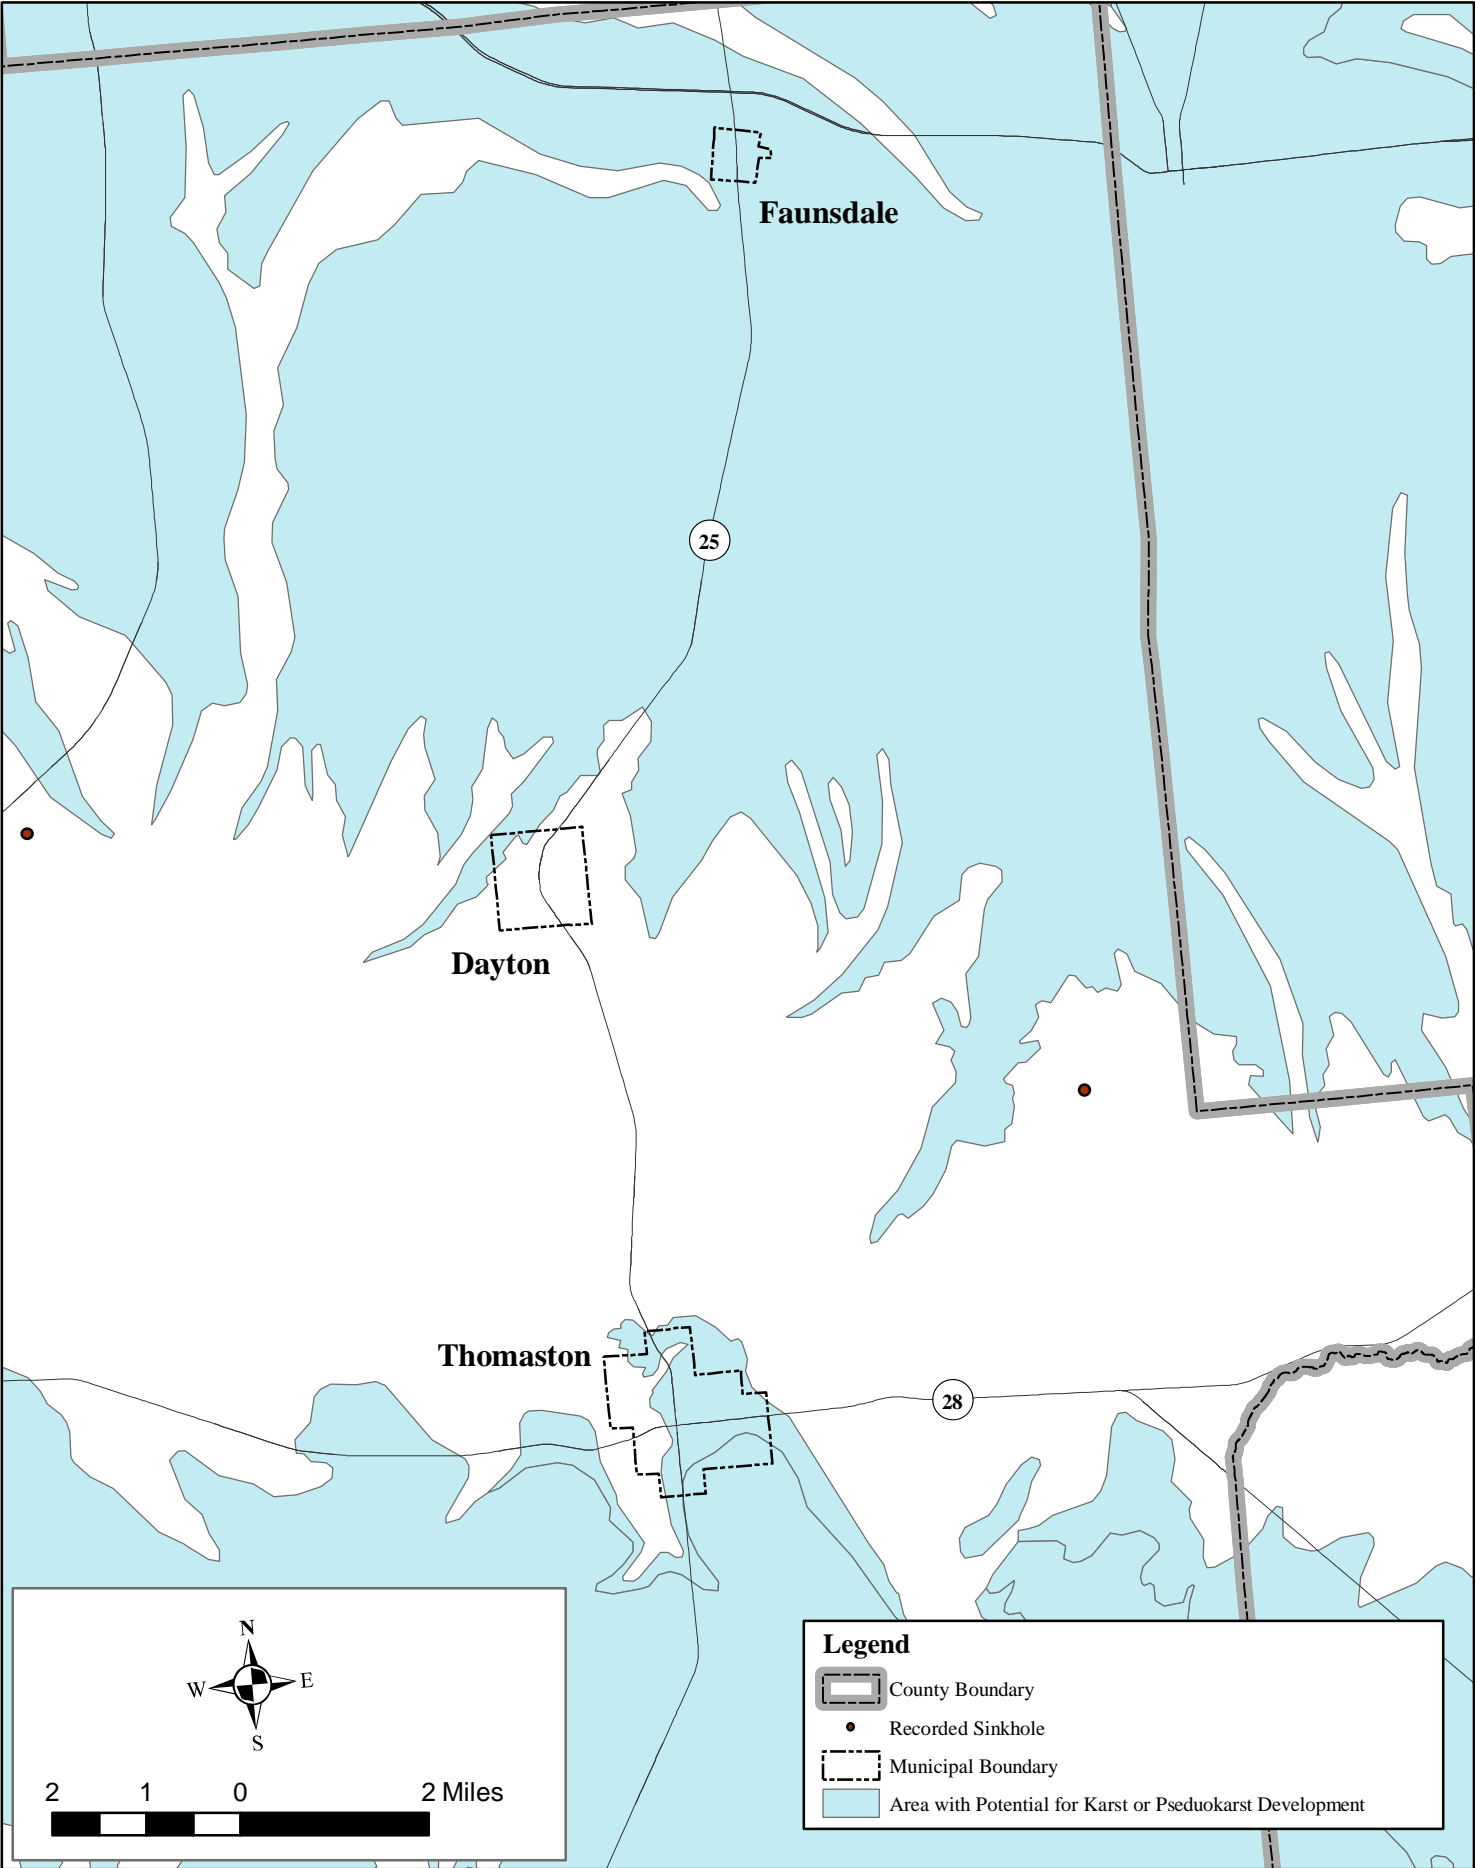 Faunsdale
25
Dayton
Thomaston
28
N
W
E
S
2 1 0 2 Miles
Legend
County Boundary
Recorded Sinkhole
Municipal Boundary
Area with Potential for Karst or Pseduokarst Development